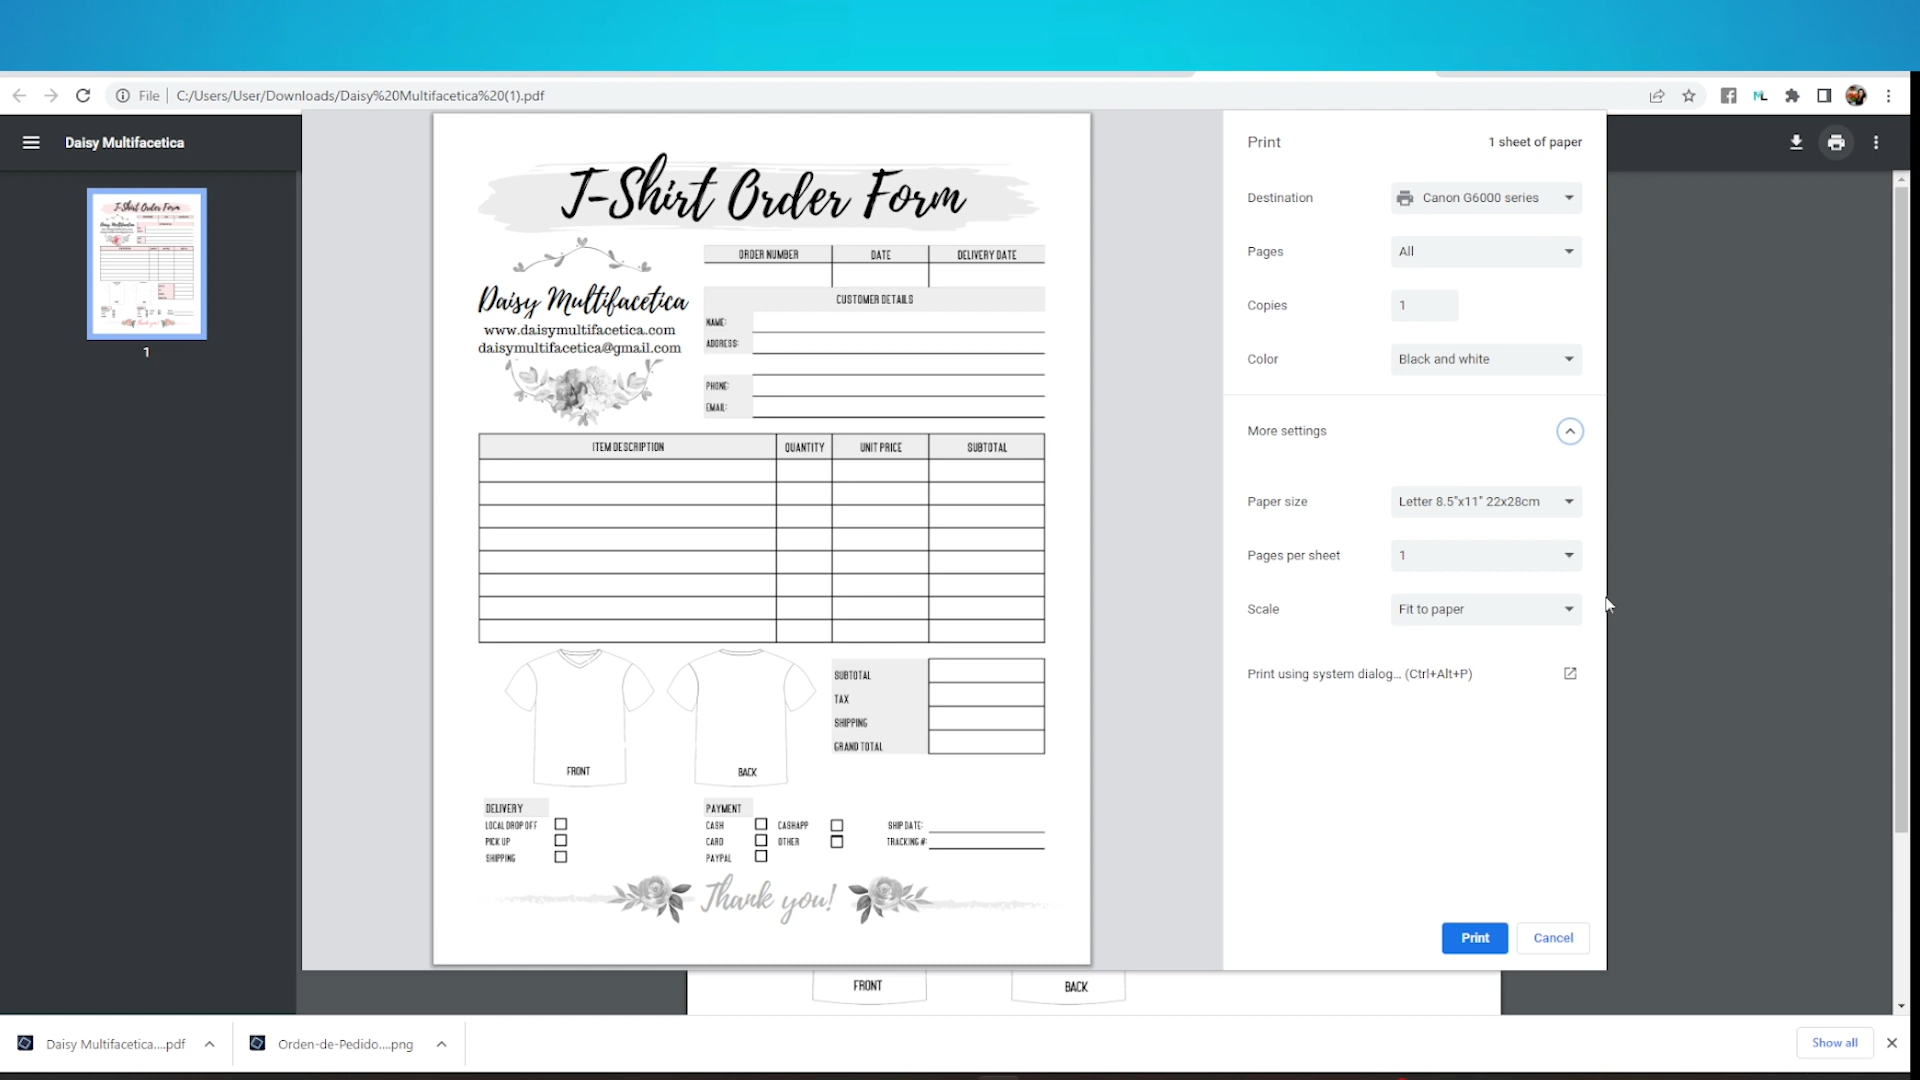 File
C:/Users/User/Downloads/Daisy%20Multifacetica%20(1).pdf
Daisy Multifacetica
1
T-Shirt Order Form
ORDER NUMBER DATE DELIVERY DATE
CUSTOMER DETAILS
Daisy Multifacetica
www.daisymultifacetica.com
daisymultifacetica@gmail.com
NAME:
ADDRESS:
PHONE:
EMAIL:
ITEM DESCRIPTION QUANTITY UNIT PRICE SUBTOTAL
SUBTOTAL
TAX
SHIPPING
GRAND TOTAL
FRONT BACK
DELIVERY
LOCAL DROP OFF
PICK UP
SHIPPING
PAYMENT
CASH CASHAPP
CARD OTHER
PAYPAL
SHIP DATE:
TRACKING #:
Thank you!
Print 1 sheet of paper
Destination Canon G6000 series
Pages All
Copies 1
Color Black and white
More settings
Paper size Letter 8.5"x11" 22x28cm
Pages per sheet 1
Scale Fit to paper
Print using system dialog... (Ctrl+Alt+P)
Print Cancel
FRONT BACK
Daisy Multifacetica....pdf
Orden-de-Pedido....png
Show all